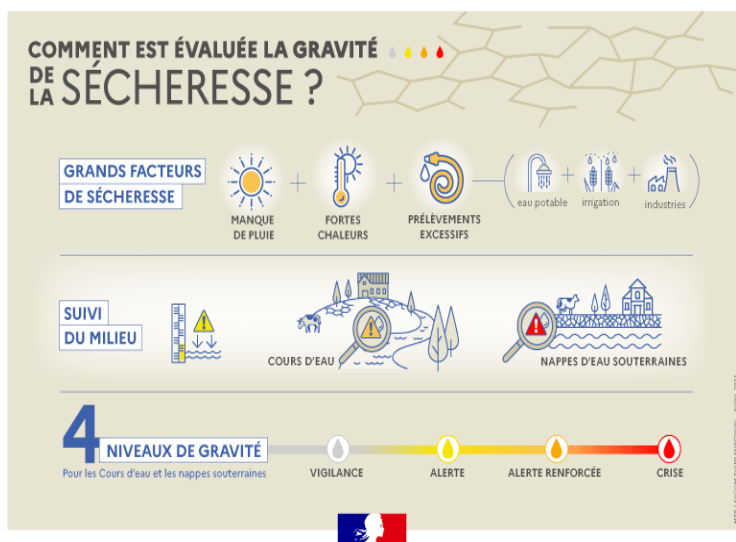 COMMENT EST ÉVALUÉE LA GRAVITÉ
DE LA SÉCHERESSE ?
GRANDS FACTEURS
DE SÉCHERESSE
MANQUE
DE PLUIE
FORTES
CHALEURS
PRÉLÈVEMENTS
EXCESSIFS
eau potable
irrigation
industries
SUIVI
DU MILIEU
COURS D'EAU
NAPPES D'EAU SOUTERRAINES
4
NIVEAUX DE GRAVITÉ
Pour les Cours d'eau et les nappes souterraines
VIGILANCE
ALERTE
ALERTE RENFORCÉE
CRISE